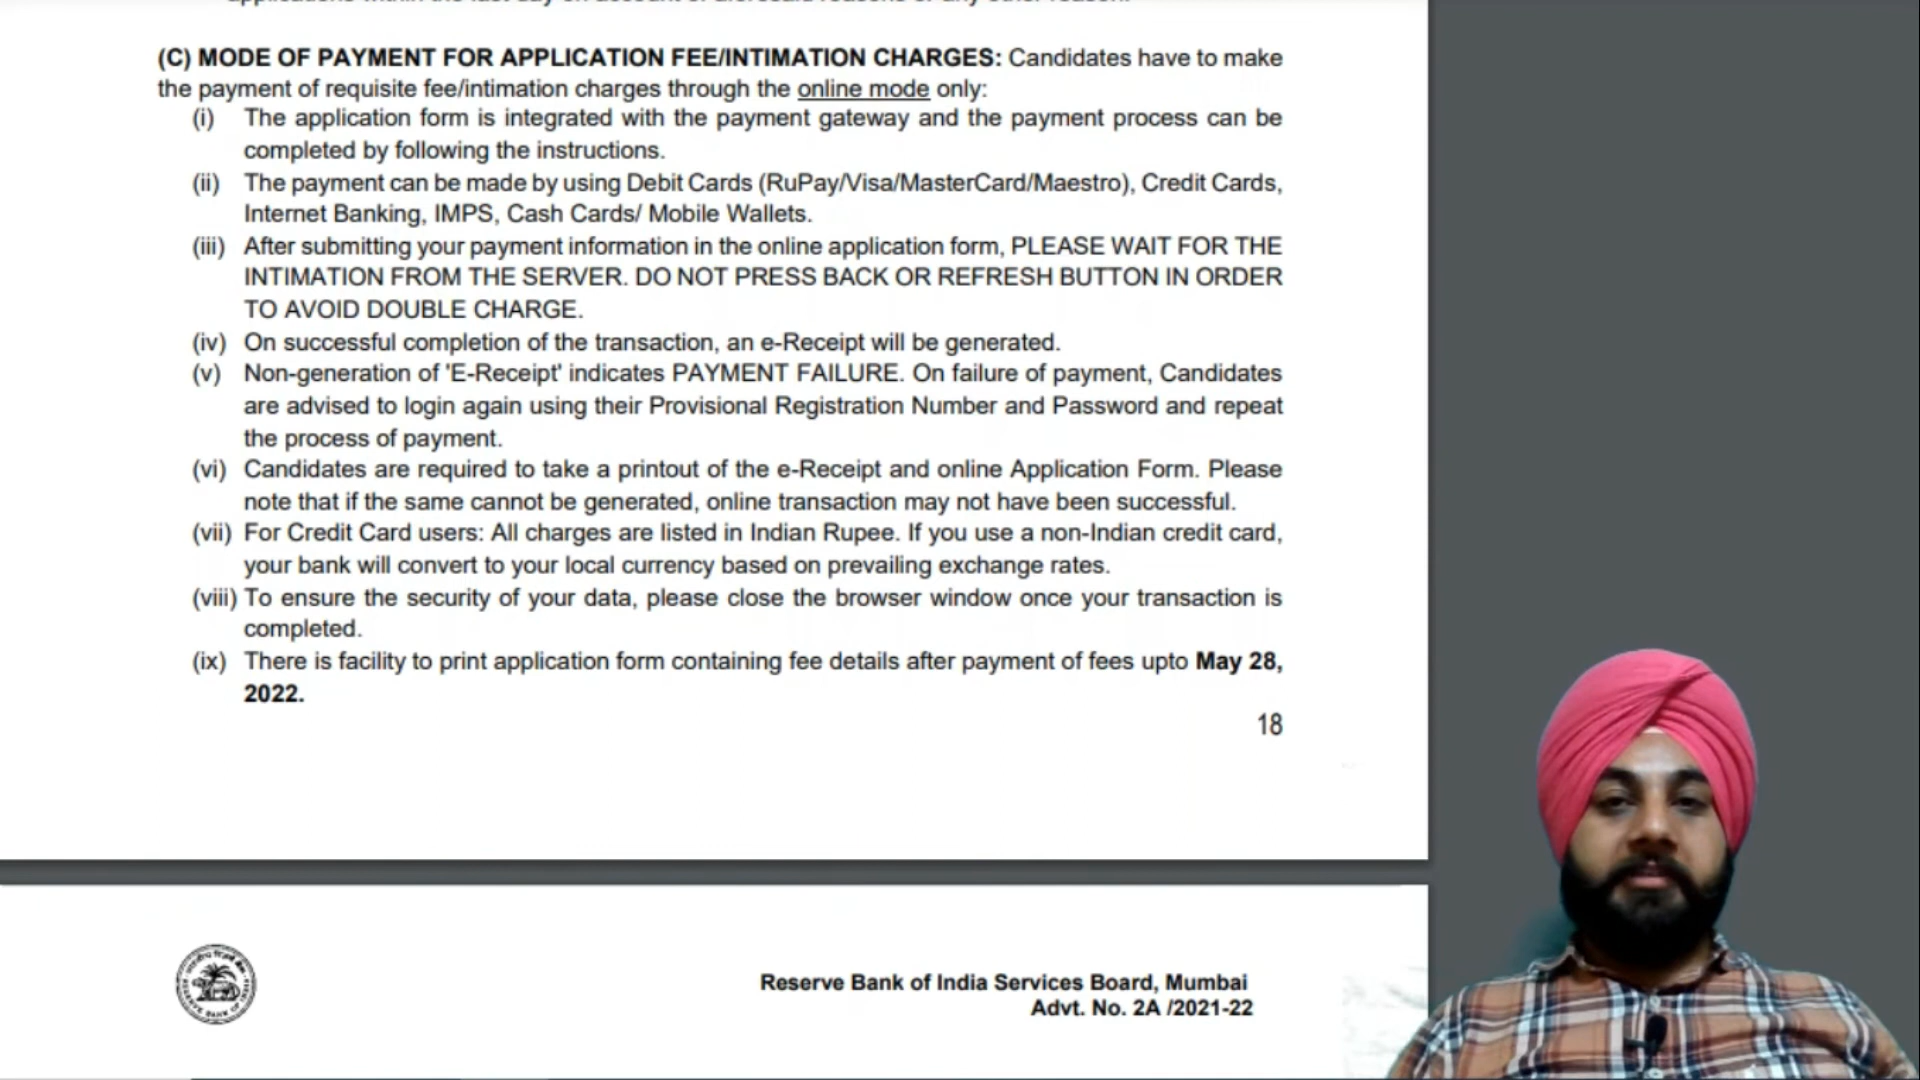 (C) MODE OF PAYMENT FOR APPLICATION FEE/INTIMATION CHARGES: Candidates have to make
the payment of requisite fee/intimation charges through the online mode only:
(i) The application form is integrated with the payment gateway and the payment process can be
completed by following the instructions.
(ii) The payment can be made by using Debit Cards (RuPay/Visa/MasterCard/Maestro), Credit Cards,
Internet Banking, IMPS, Cash Cards/ Mobile Wallets.
(iii) After submitting your payment information in the online application form, PLEASE WAIT FOR THE
INTIMATION FROM THE SERVER. DO NOT PRESS BACK OR REFRESH BUTTON IN ORDER
TO AVOID DOUBLE CHARGE.
(iv) On successful completion of the transaction, an e-Receipt will be generated.
(v) Non-generation of 'E-Receipt' indicates PAYMENT FAILURE. On failure of payment, Candidates
are advised to login again using their Provisional Registration Number and Password and repeat
the process of payment.
(vi) Candidates are required to take a printout of the e-Receipt and online Application Form. Please
note that if the same cannot be generated, online transaction may not have been successful.
(vii) For Credit Card users: All charges are listed in Indian Rupee. If you use a non-Indian credit card,
your bank will convert to your local currency based on prevailing exchange rates.
(viii) To ensure the security of your data, please close the browser window once your transaction is
completed.
(ix) There is facility to print application form containing fee details after payment of fees upto May 28,
2022.
18
Reserve Bank of India Services Board, Mumbai
Advt. No. 2A /2021-22